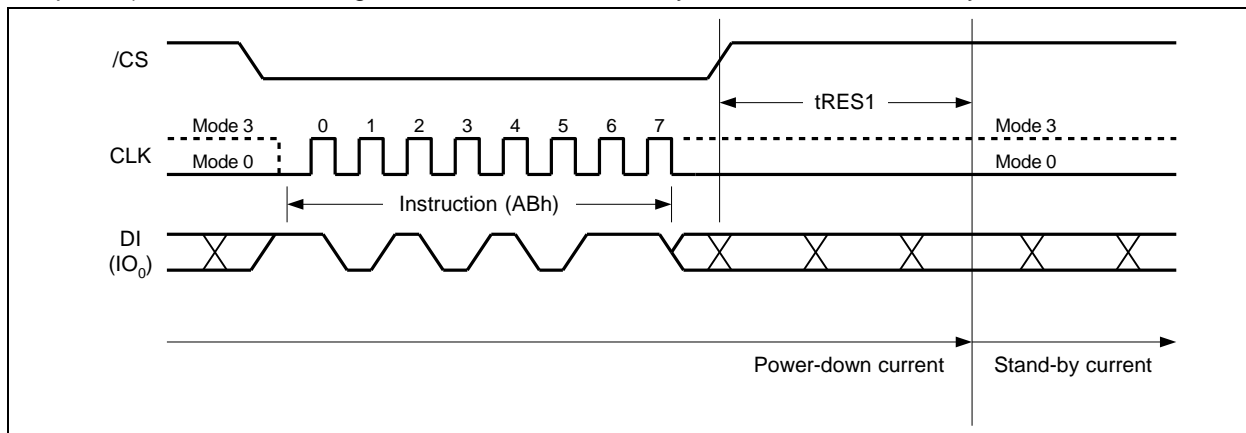 /CS
tRES1
Mode 3 0 1 2 3 4 5 6 7 Mode 3
CLK
Mode 0 Mode 0
Instruction (ABh)
DI
(IO0)
Power-down current Stand-by current